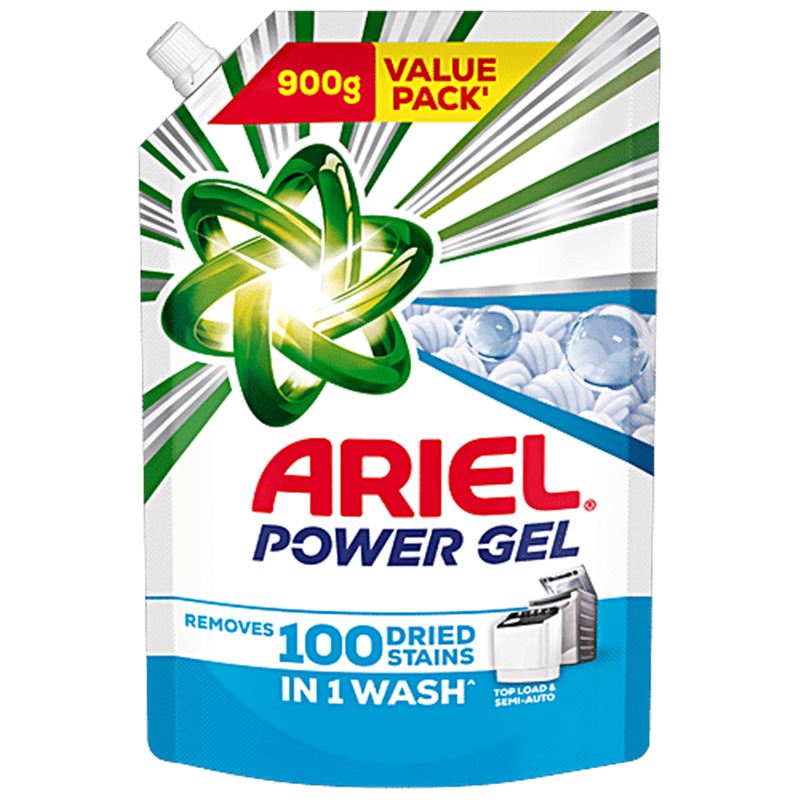 900g
VALUE
PACK'
ARIEL®
POWER GEL
REMOVES
100
DRIED
STAINS
IN 1 WASH^
TOP LOAD &
SEMI-AUTO